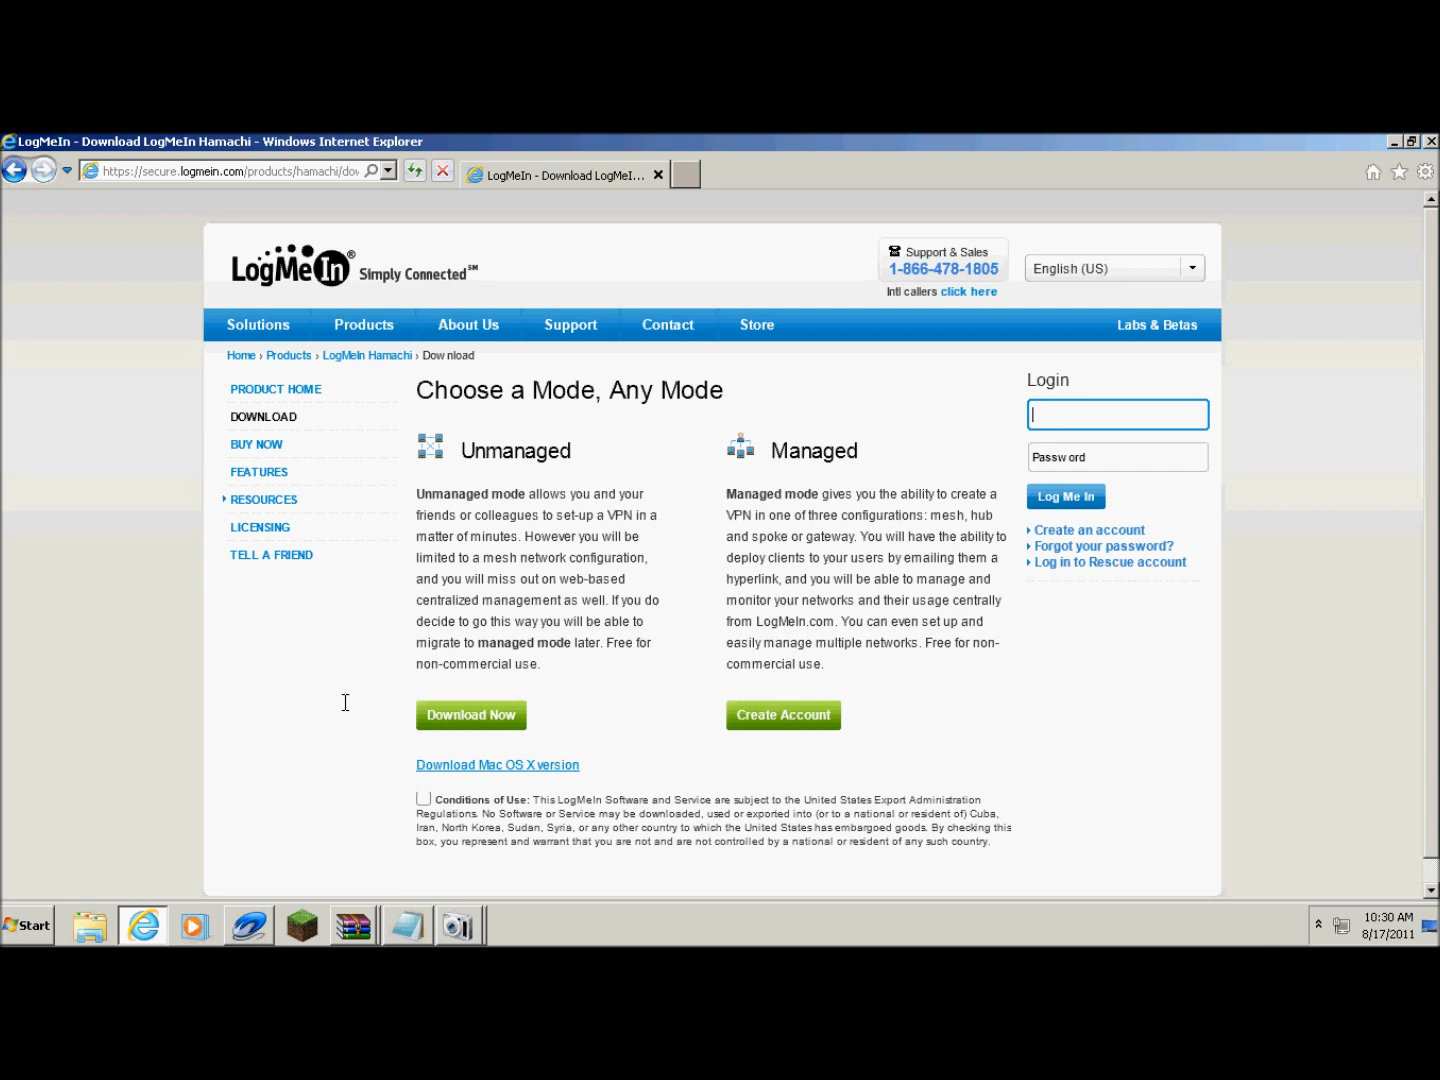 LogMeIn - Download LogMeIn Hamachi - Windows Internet Explorer
https://secure.logmein.com/products/hamachi/dov
LogMeIn - Download LogMeI...
LogMeIn® Simply Connected℠
Support & Sales
1-866-478-1805
Intl callers click here
English (US)
Solutions Products About Us Support Contact Store Labs & Betas
Home › Products › LogMeIn Hamachi › Download
PRODUCT HOME
DOWNLOAD
BUY NOW
FEATURES
RESOURCES
LICENSING
TELL A FRIEND
Choose a Mode, Any Mode
Unmanaged
Unmanaged mode allows you and your
friends or colleagues to set-up a VPN in a
matter of minutes. However you will be
limited to a mesh network configuration,
and you will miss out on web-based
centralized management as well. If you do
decide to go this way you will be able to
migrate to managed mode later. Free for
non-commercial use.
Download Now
Download Mac OS X version
Managed
Managed mode gives you the ability to create a
VPN in one of three configurations: mesh, hub
and spoke or gateway. You will have the ability to
deploy clients to your users by emailing them a
hyperlink, and you will be able to manage and
monitor your networks and their usage centrally
from LogMeIn.com. You can even set up and
easily manage multiple networks. Free for non-
commercial use.
Create Account
Conditions of Use: This LogMeIn Software and Service are subject to the United States Export Administration
Regulations. No Software or Service may be downloaded, used or exported into (or to a national or resident of) Cuba,
Iran, North Korea, Sudan, Syria, or any other country to which the United States has embargoed goods. By checking this
box, you represent and warrant that you are not and are not controlled by a national or resident of any such country.
Login
Password
Log Me In
Create an account
Forgot your password?
Log in to Rescue account
Start
10:30 AM
8/17/2011